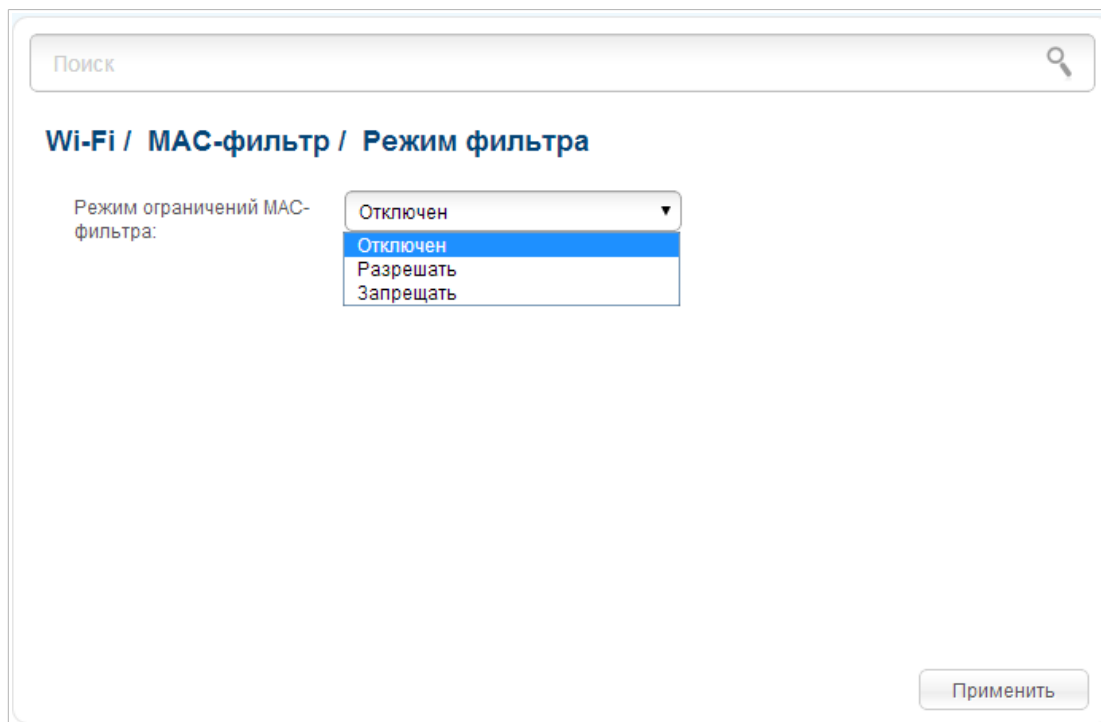 Поиск
Wi-Fi / MAC-фильтр / Режим фильтра
Режим ограничений MAC-
фильтра:
Отключен
Отключен
Разрешать
Запрещать
Применить